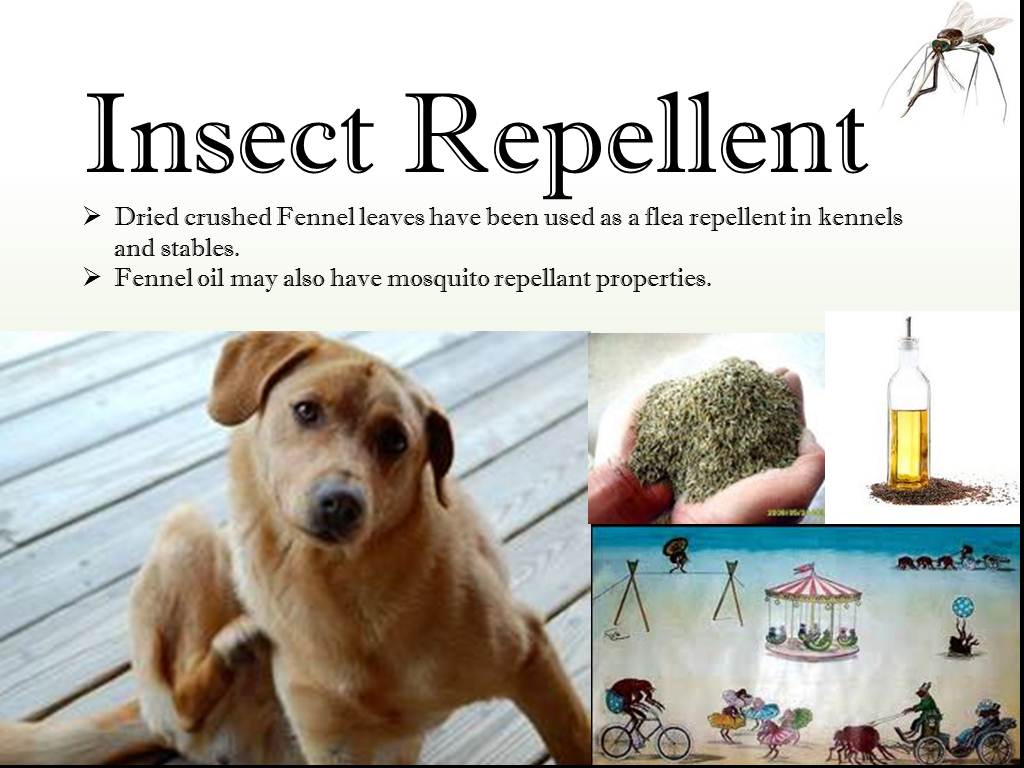 Insect Repellent
➢ Dried crushed Fennel leaves have been used as a flea repellent in kennels
and stables.
➢ Fennel oil may also have mosquito repellant properties.